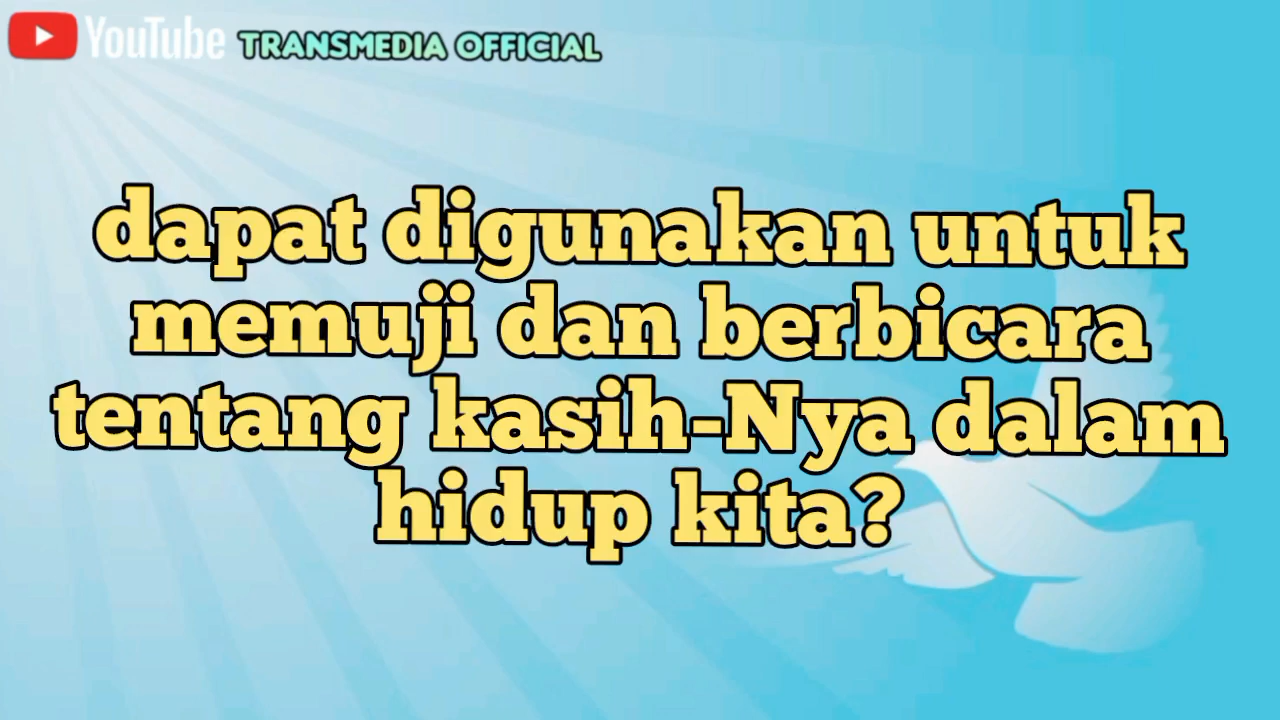 YouTube TRANSMEDIA OFFICIAL
dapat digunakan untuk
memuji dan berbicara
tentang kasih-Nya dalam
hidup kita?